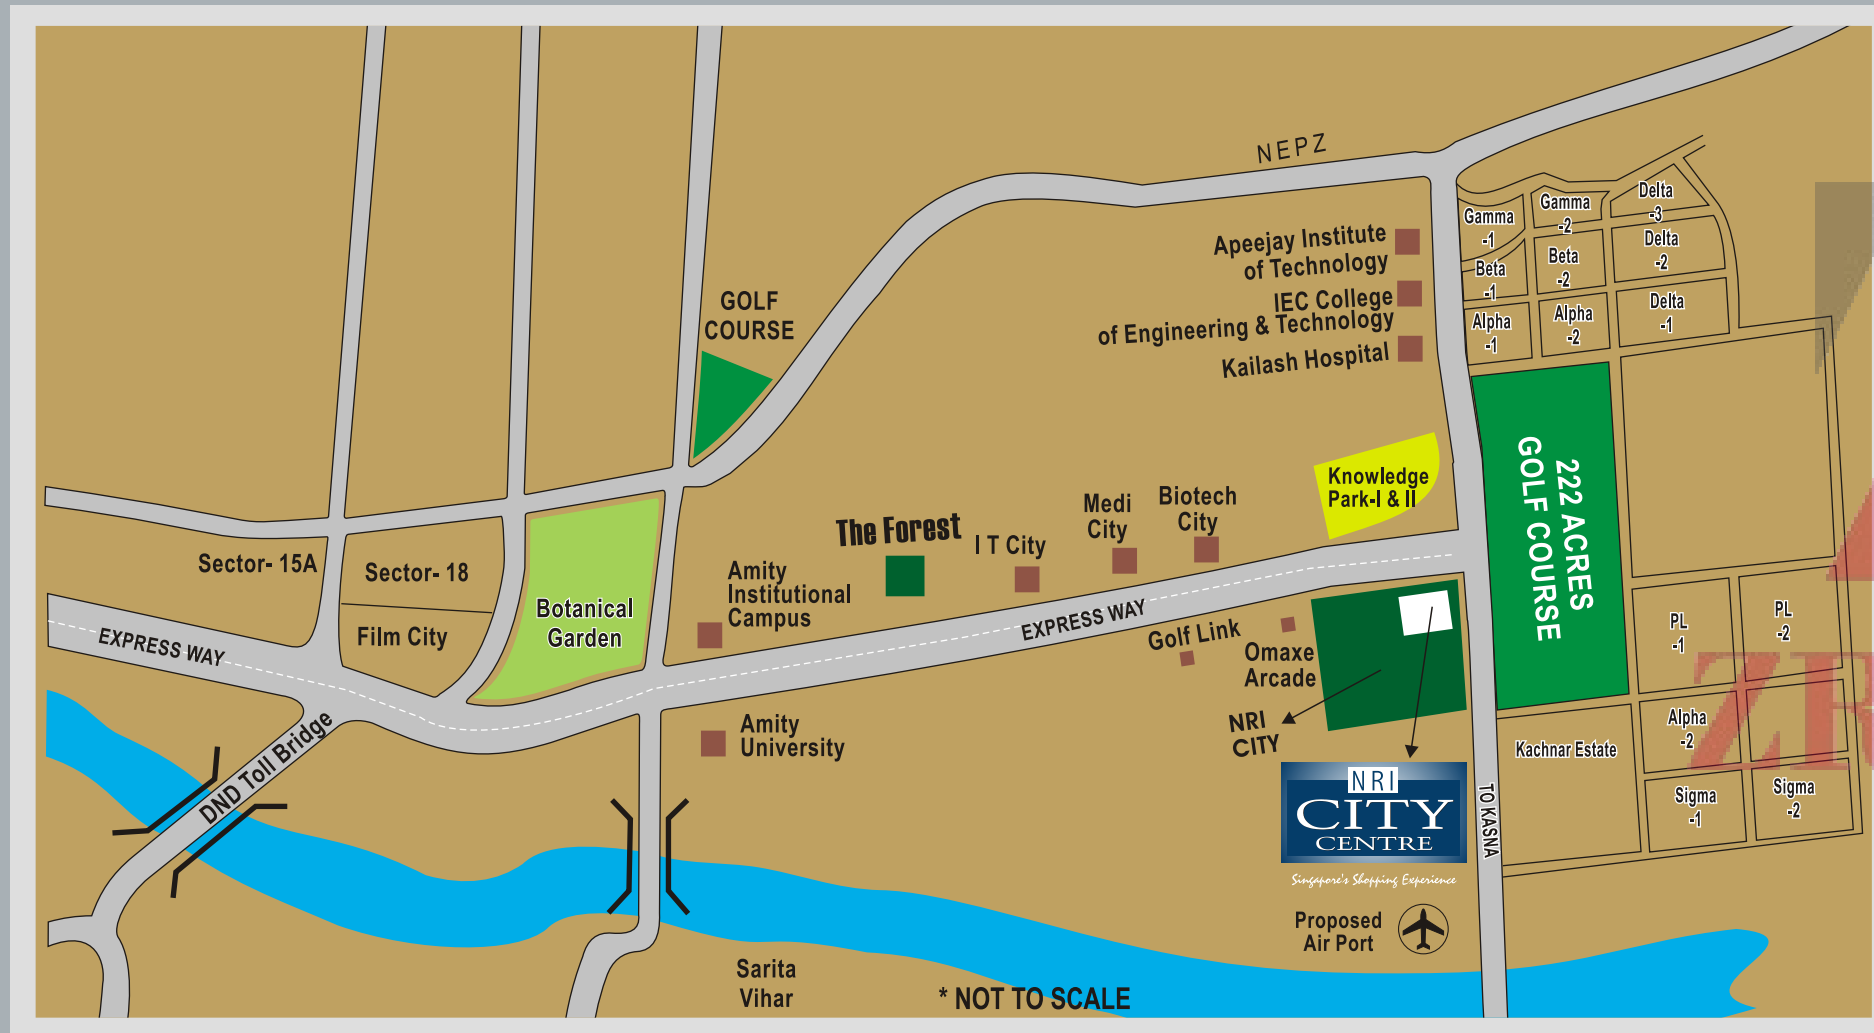 NEPZ
Apeejay Institute
of Technology
IEC College
of Engineering & Technology
Kailash Hospital
Gamma
-1
Gamma
-2
Delta
-3
Beta
-1
Beta
-2
Delta
-2
Alpha
-1
Alpha
-2
Delta
-1
GOLF
COURSE
222 ACRES
GOLF COURSE
Knowledge
Park-I & II
Medi
City
Biotech
City
The Forest
I T City
Amity
Institutional
Campus
Sector- 15A
Sector- 18
Film City
Botanical
Garden
EXPRESS WAY
EXPRESS WAY
Golf Link
Omaxe
Arcade
NRI
CITY
PL
-1
PL
-2
Alpha
-2
Kachnar Estate
Sigma
-1
Sigma
-2
Amity
University
DND Toll Bridge
NRI
CITY
CENTRE
Singapore's Shopping Experience
TO KASNA
Proposed
Air Port
Sarita
Vihar
* NOT TO SCALE